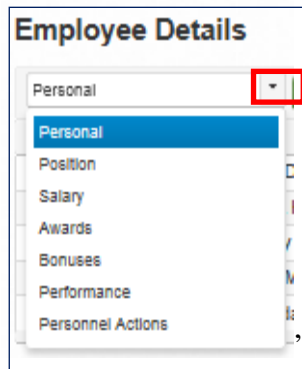 Employee Details
Personal
Personal
Position
Salary
Awards
Bonuses
Performance
Personnel Actions
,